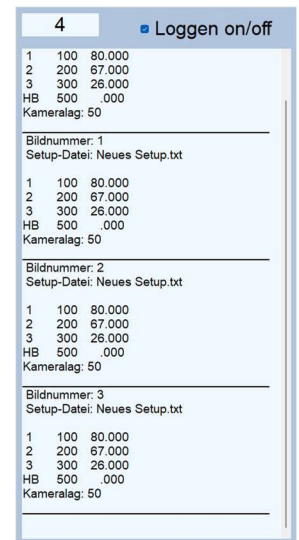 4 Loggen on/off
1 100 80.000
2 200 67.000
3 300 26.000
HB 500 .000
Kameralag: 50
Bildnummer: 1
Setup-Datei: Neues Setup.txt
1 100 80.000
2 200 67.000
3 300 26.000
HB 500 .000
Kameralag: 50
Bildnummer: 2
Setup-Datei: Neues Setup.txt
1 100 80.000
2 200 67.000
3 300 26.000
HB 500 .000
Kameralag: 50
Bildnummer: 3
Setup-Datei: Neues Setup.txt
1 100 80.000
2 200 67.000
3 300 26.000
HB 500 .000
Kameralag: 50